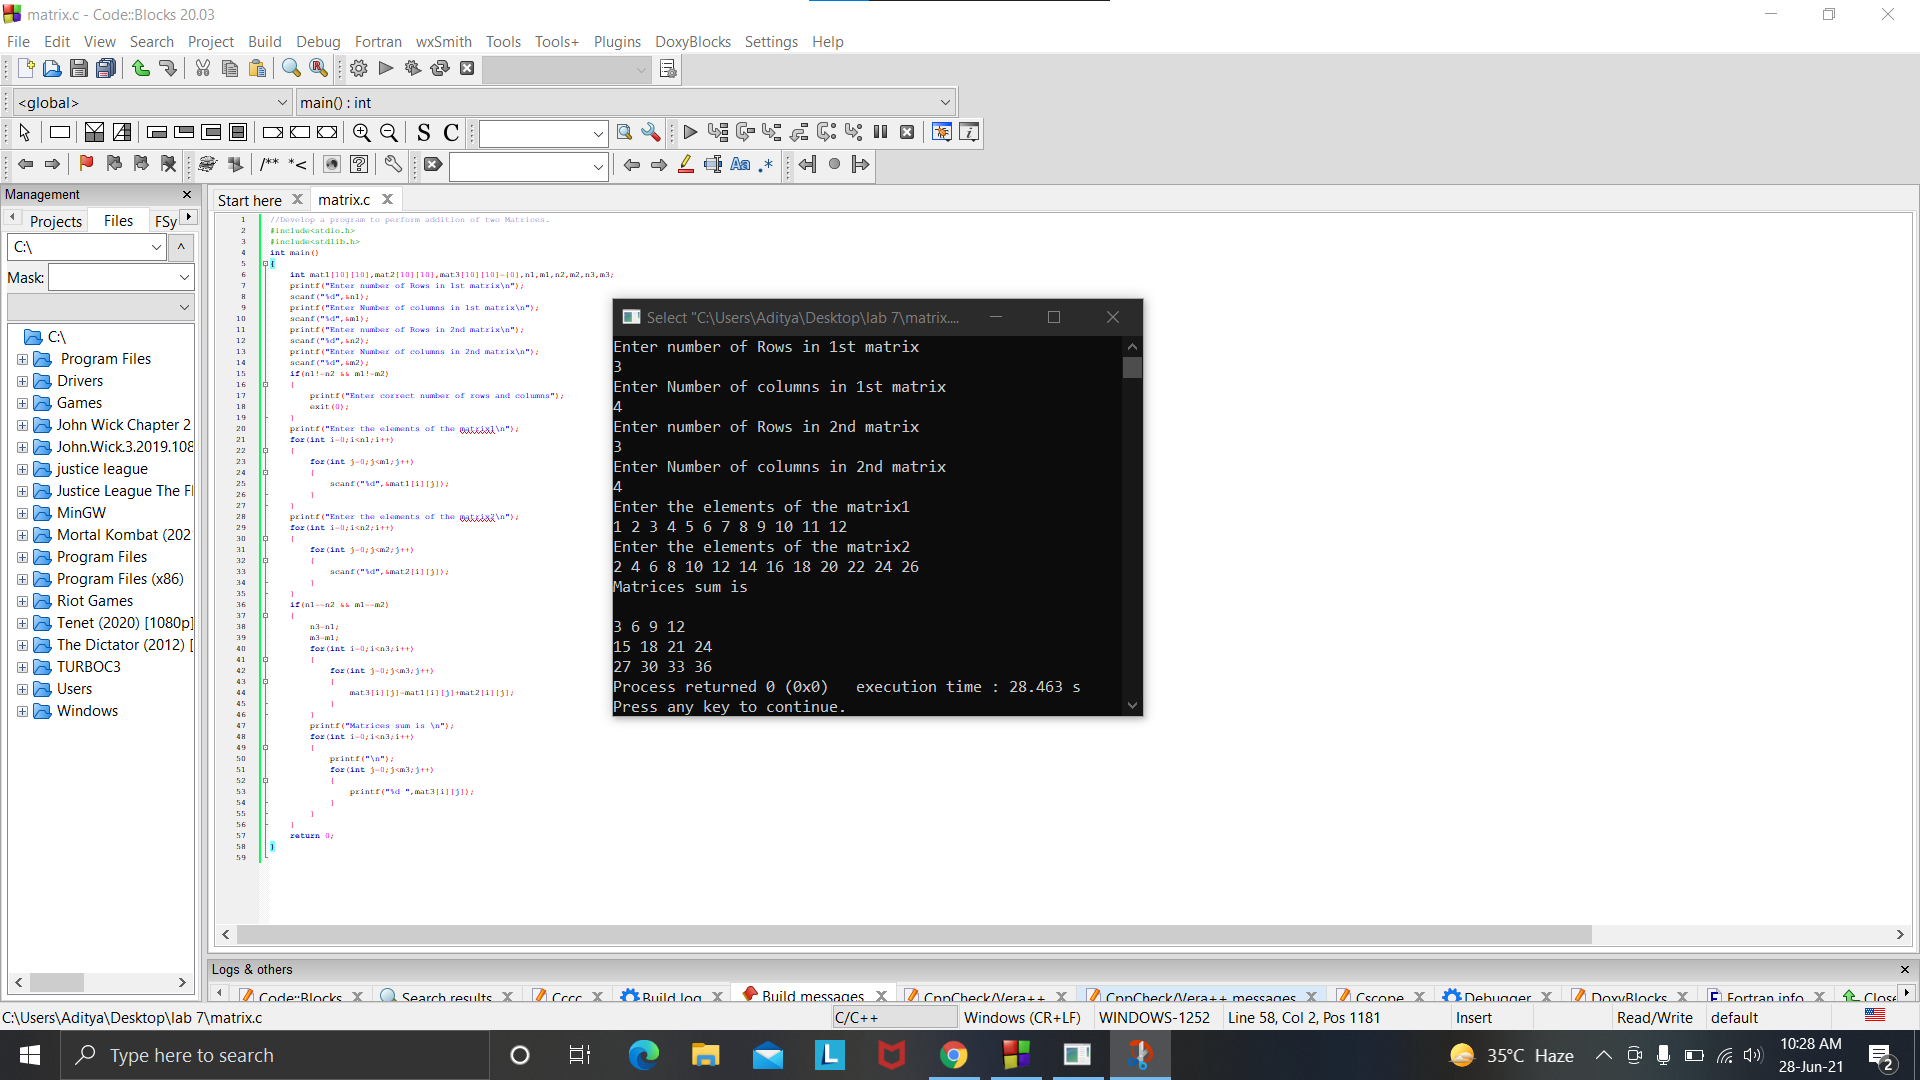 matrix.c - Code::Blocks 20.03
File Edit View Search Project Build Debug Fortran wxSmith Tools Tools+ Plugins DoxyBlocks Settings Help
<global> main() : int
S C
/** *<
Aa .*
Management
Projects Files FSy
C:\
Mask:
C:\
Program Files
Drivers
Games
John Wick Chapter 2
John.Wick.3.2019.108
justice league
Justice League The Fl
MinGW
Mortal Kombat (202
Program Files
Program Files (x86)
Riot Games
Tenet (2020) [1080p]
The Dictator (2012) [
TURBOC3
Users
Windows
Start here matrix.c
1 //Develop a program to perform addition of two Matrices.
2 #include<stdio.h>
3 #include<stdlib.h>
4 int main()
5 {
6 int mat1[10][10],mat2[10][10],mat3[10][10]={0},n1,m1,n2,m2,n3,m3;
7 printf("Enter number of Rows in 1st matrix\n");
8 scanf("%d",&n1);
9 printf("Enter Number of columns in 1st matrix\n");
10 scanf("%d",&m1);
11 printf("Enter number of Rows in 2nd matrix\n");
12 scanf("%d",&n2);
13 printf("Enter Number of columns in 2nd matrix\n");
14 scanf("%d",&m2);
15 if(n1!=n2 && m1!=m2)
16 {
17 printf("Enter correct number of rows and columns");
18 exit(0);
19 }
20 printf("Enter the elements of the matrix1\n");
21 for(int i=0;i<n1;i++)
22 {
23 for(int j=0;j<m1;j++)
24 {
25 scanf("%d",&mat1[i][j]);
26 }
27 }
28 printf("Enter the elements of the matrix2\n");
29 for(int i=0;i<n2;i++)
30 {
31 for(int j=0;j<m2;j++)
32 {
33 scanf("%d",&mat2[i][j]);
34 }
35 }
36 if(n1==n2 && m1==m2)
37 {
38 n3=n1;
39 m3=m1;
40 for(int i=0;i<n3;i++)
41 {
42 for(int j=0;j<m3;j++)
43 {
44 mat3[i][j]=mat1[i][j]+mat2[i][j];
45 }
46 }
47 printf("Matrices sum is \n");
48 for(int i=0;i<n3;i++)
49 {
50 printf("\n");
51 for(int j=0;j<m3;j++)
52 {
53 printf("%d ",mat3[i][j]);
54 }
55 }
56 }
57 return 0;
58 }
59
Select "C:\Users\Aditya\Desktop\lab 7\matrix....
Enter number of Rows in 1st matrix
3
Enter Number of columns in 1st matrix
4
Enter number of Rows in 2nd matrix
3
Enter Number of columns in 2nd matrix
4
Enter the elements of the matrix1
1 2 3 4 5 6 7 8 9 10 11 12
Enter the elements of the matrix2
2 4 6 8 10 12 14 16 18 20 22 24 26
Matrices sum is
3 6 9 12
15 18 21 24
27 30 33 36
Process returned 0 (0x0) execution time : 28.463 s
Press any key to continue.
Logs & others
Code::Blocks Search results Cccc Build log Build messages CppCheck/Vera++ CppCheck/Vera++ messages Cscope Debugger DoxyBlocks Fortran info Close
C:\Users\Aditya\Desktop\lab 7\matrix.c C/C++ Windows (CR+LF) WINDOWS-1252 Line 58, Col 2, Pos 1181 Insert Read/Write default
Type here to search
L
35°C Haze
10:28 AM
28-Jun-21
2